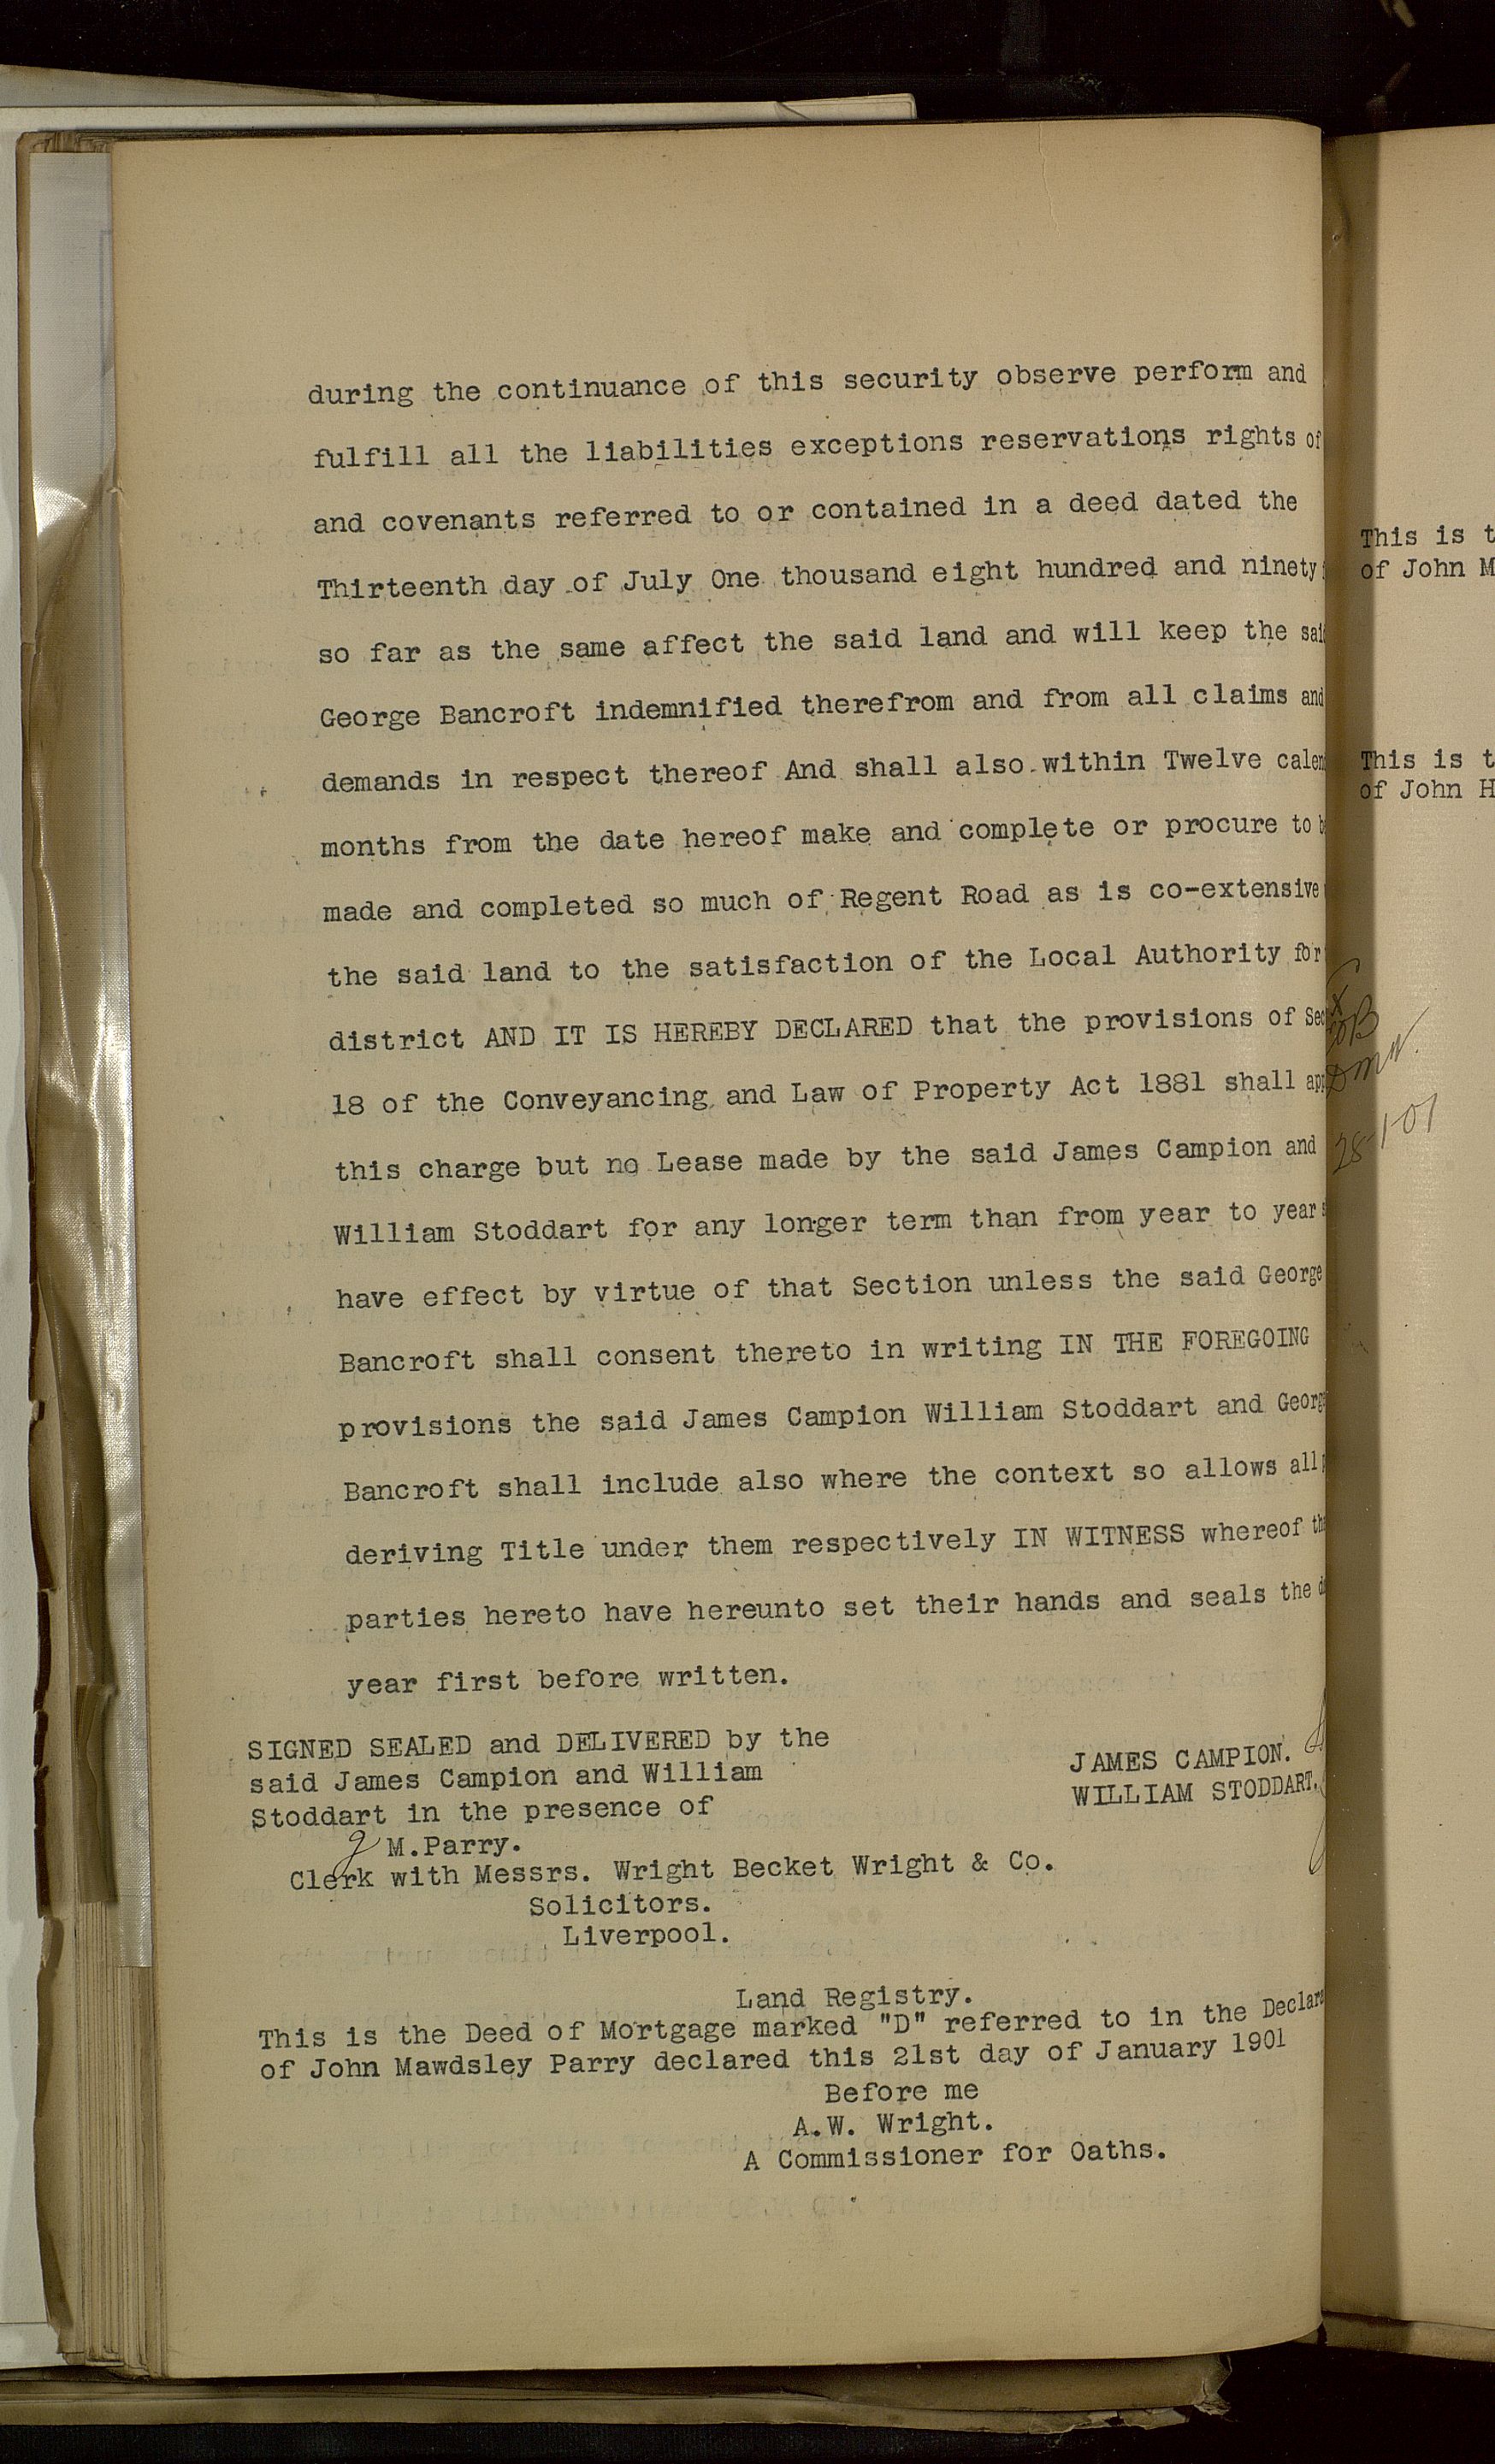 during the continuance of this security observe perform and
fulfill all the liabilities exceptions reservations rights of
and covenants referred to or contained in a deed dated the
Thirteenth day of July One thousand eight hundred and ninety
so far as the same affect the said land and will keep the said
George Bancroft indemnified therefrom and from all claims and
demands in respect thereof And shall also within Twelve calen
months from the date hereof make and complete or procure to be
made and completed so much of Regent Road as is co-extensive
the said land to the satisfaction of the Local Authority for
district AND IT IS HEREBY DECLARED that the provisions of Sec
18 of the Conveyancing and Law of Property Act 1881 shall app
this charge but no Lease made by the said James Campion and
William Stoddart for any longer term than from year to year s
have effect by virtue of that Section unless the said George
Bancroft shall consent thereto in writing IN THE FOREGOING
provisions the said James Campion William Stoddart and George
Bancroft shall include also where the context so allows all p
deriving Title under them respectively IN WITNESS whereof the
parties hereto have hereunto set their hands and seals the d
year first before written.
SIGNED SEALED and DELIVERED by the
said James Campion and William
Stoddart in the presence of
JAMES CAMPION.
WILLIAM STODDART.
M.Parry.
Clerk with Messrs. Wright Becket Wright & Co.
Solicitors.
Liverpool.
Land Registry.
This is the Deed of Mortgage marked "D" referred to in the Declara
of John Mawdsley Parry declared this 21st day of January 1901
Before me
A.W. Wright.
A Commissioner for Oaths.
This is t
of John M
This is t
of John H
28-1-01